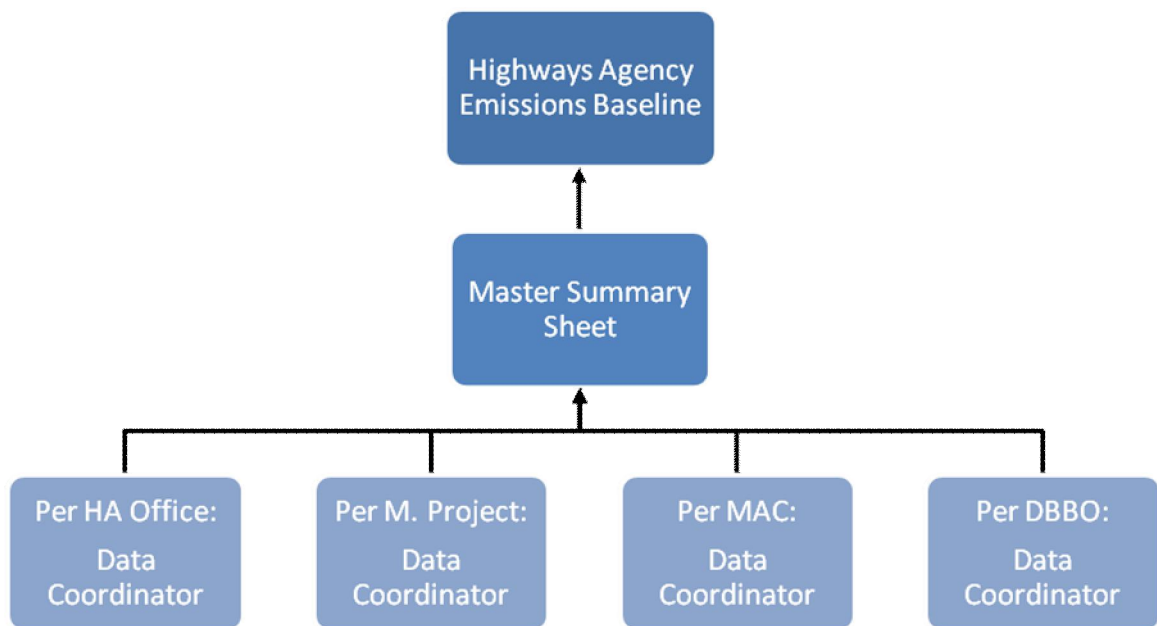 Highways Agency
Emissions Baseline
Master Summary
Sheet
Per HA Office:
Data
Coordinator
Per M. Project:
Data
Coordinator
Per MAC:
Data
Coordinator
Per DBBO:
Data
Coordinator